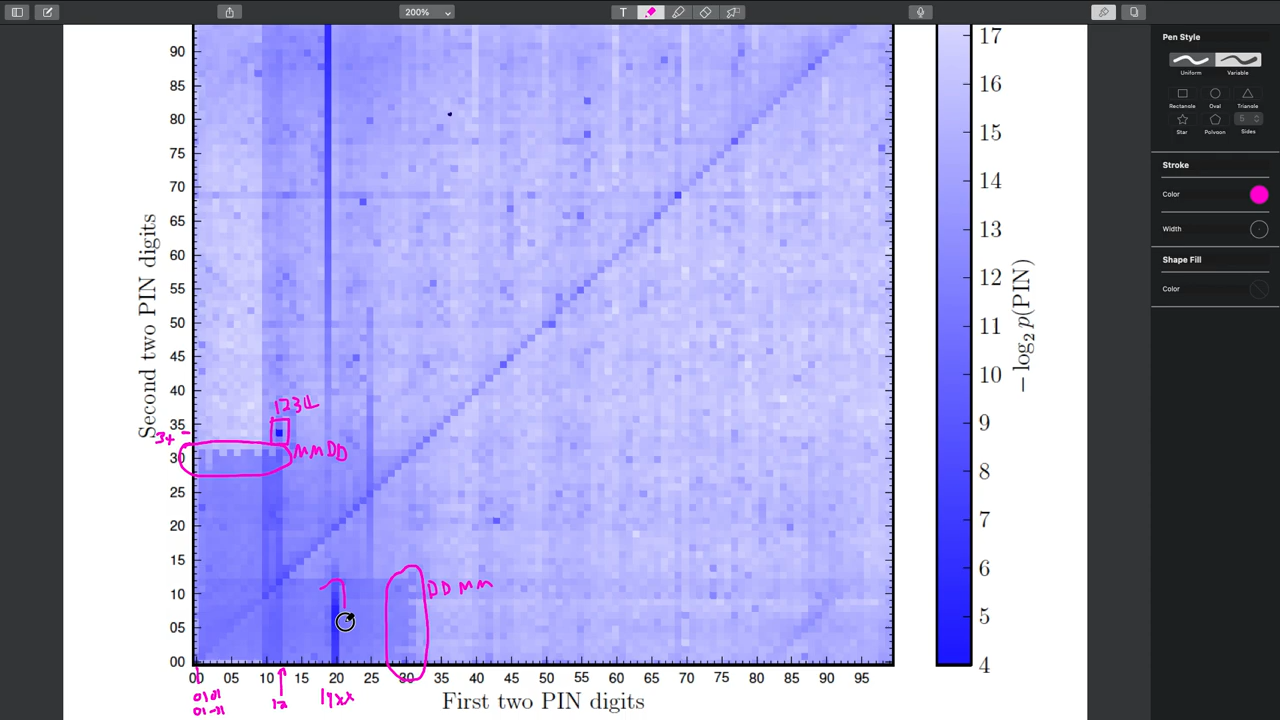 200%
T
Pen Style
Uniform Variable
Rectangle Oval Triangle
Star Polygon 5 Sides
Stroke
Color
Width
Shape Fill
Color
Second two PIN digits
90
85
80
75
70
65
60
55
50
45
40
35
30
25
20
15
10
05
00
00 05 10 15 20 25 30 35 40 45 50 55 60 65 70 75 80 85 90 95
First two PIN digits
17
16
15
14
13
12
11
10
9
8
7
6
5
4
− log₂ p(PIN)
1234
MMDD
DD MM
01-31
12
19xx